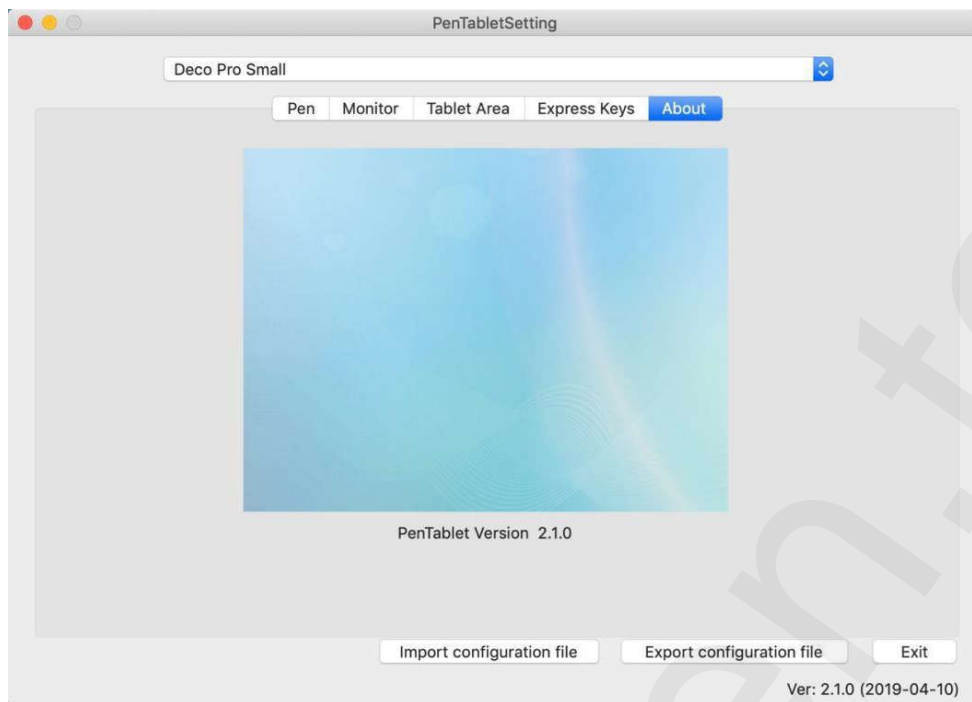 PenTabletSetting
Deco Pro Small
Pen Monitor Tablet Area Express Keys About
PenTablet Version 2.1.0
Import configuration file Export configuration file Exit
Ver: 2.1.0 (2019-04-10)